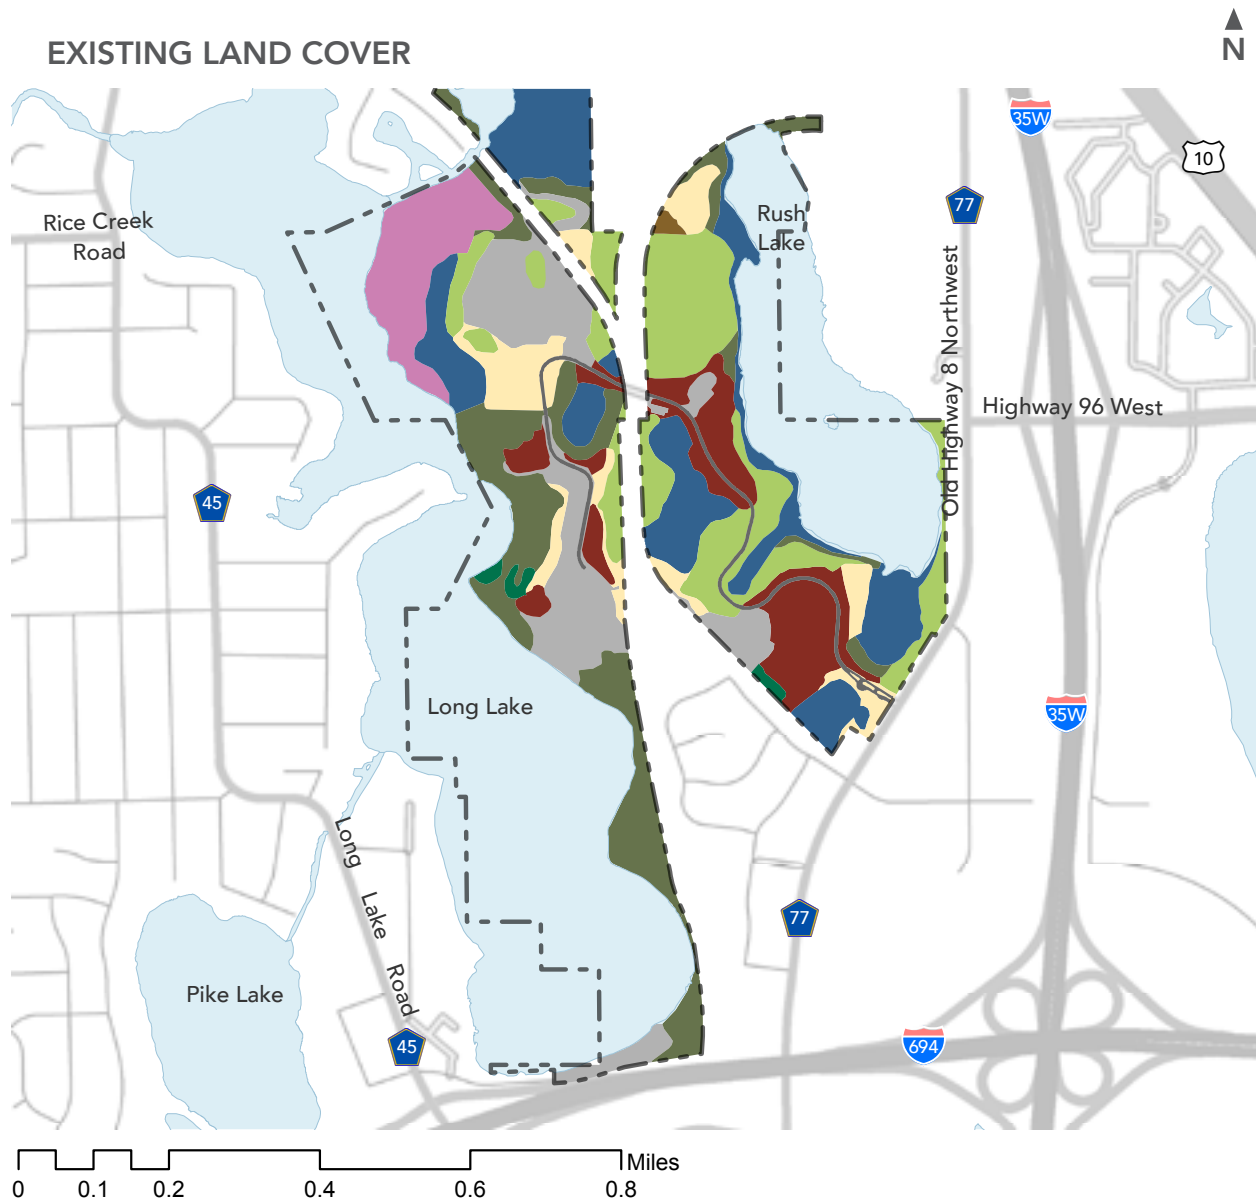 EXISTING LAND COVER
N
35W
10
Rice Creek
Road
77
Rush
Lake
Old Highway 8 Northwest
Highway 96 West
45
Long Lake
35W
Long Lake Road
77
Pike Lake
45
694
Miles
0 0.1 0.2 0.4 0.6 0.8